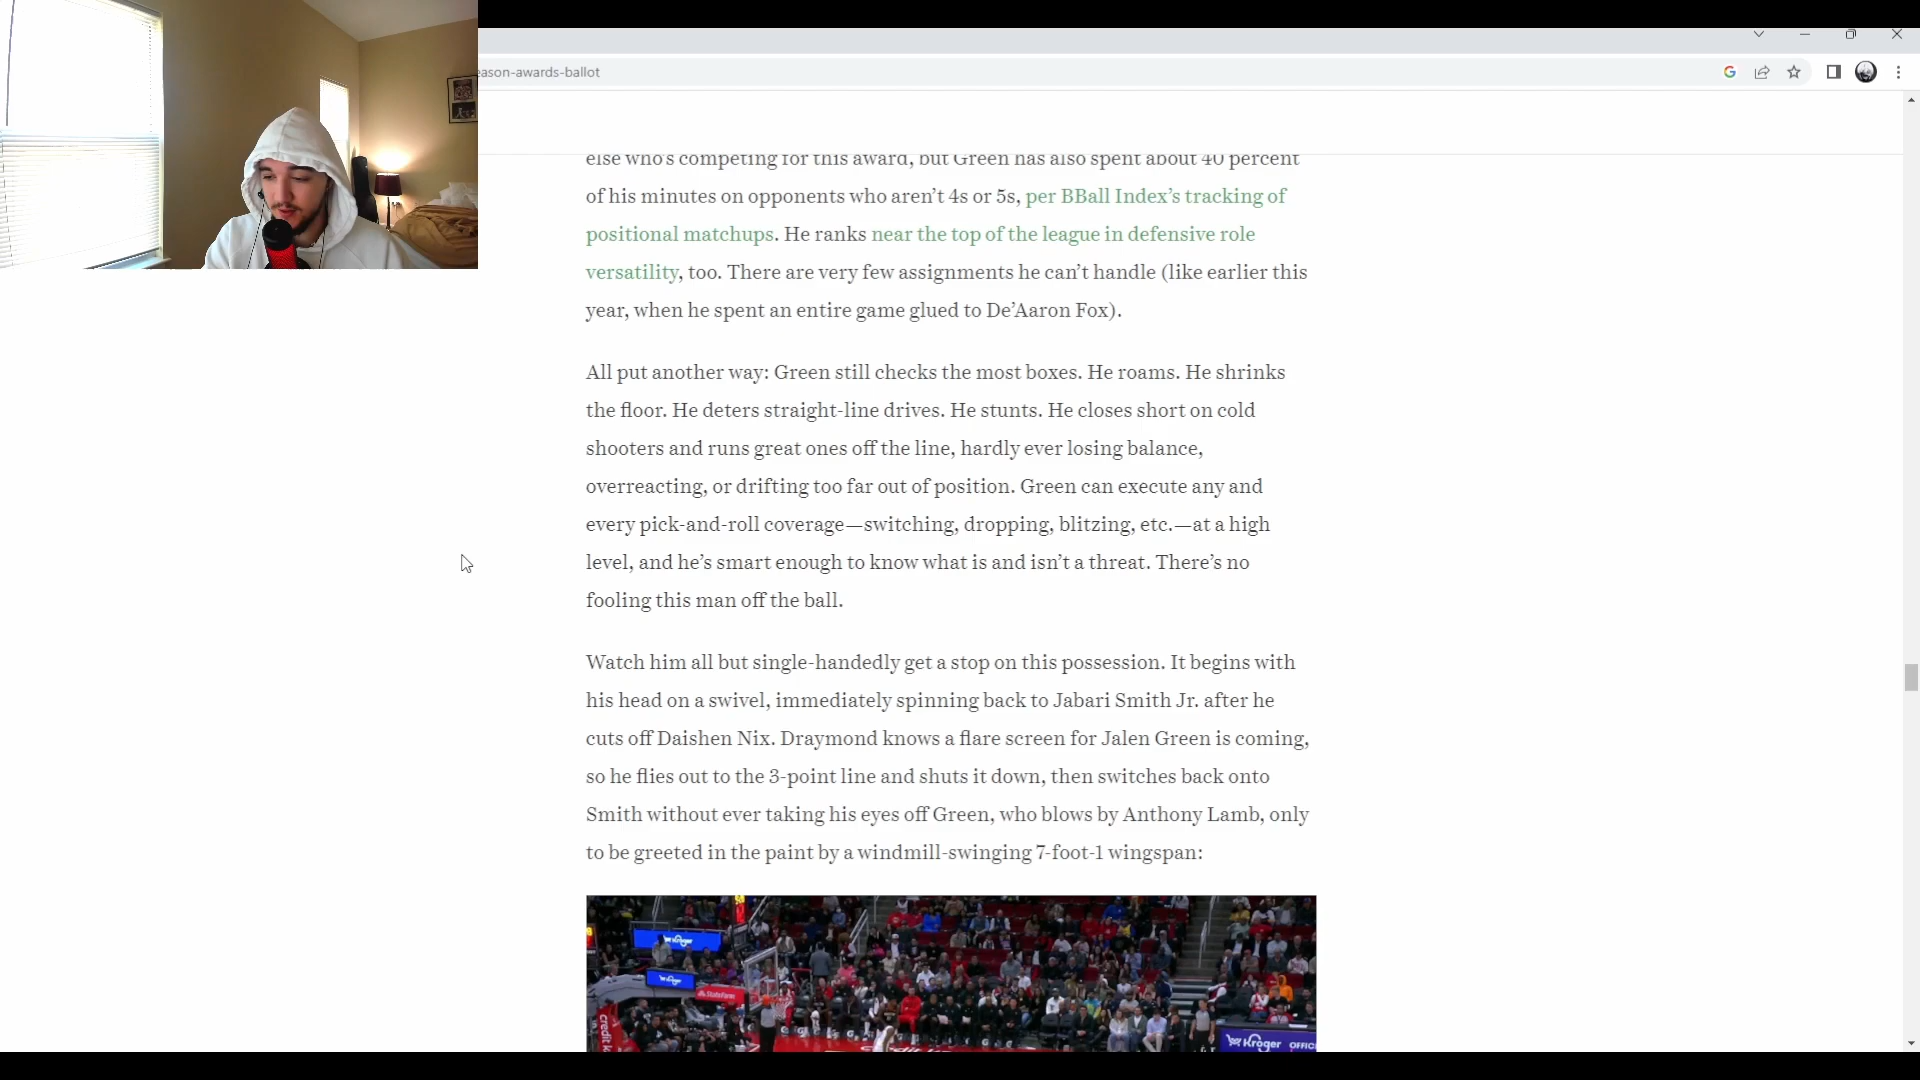 eason-awards-ballot
else who's competing for this award, but Green has also spent about 40 percent
of his minutes on opponents who aren't 4s or 5s, per BBall Index's tracking of
positional matchups. He ranks near the top of the league in defensive role
versatility, too. There are very few assignments he can't handle (like earlier this
year, when he spent an entire game glued to De'Aaron Fox).
All put another way: Green still checks the most boxes. He roams. He shrinks
the floor. He deters straight-line drives. He stunts. He closes short on cold
shooters and runs great ones off the line, hardly ever losing balance,
overreacting, or drifting too far out of position. Green can execute any and
every pick-and-roll coverage—switching, dropping, blitzing, etc.—at a high
level, and he's smart enough to know what is and isn't a threat. There's no
fooling this man off the ball.
Watch him all but single-handedly get a stop on this possession. It begins with
his head on a swivel, immediately spinning back to Jabari Smith Jr. after he
cuts off Daishen Nix. Draymond knows a flare screen for Jalen Green is coming,
so he flies out to the 3-point line and shuts it down, then switches back onto
Smith without ever taking his eyes off Green, who blows by Anthony Lamb, only
to be greeted in the paint by a windmill-swinging 7-foot-1 wingspan:
Kroger
StateFarm
credit k
Kroger OFFIC